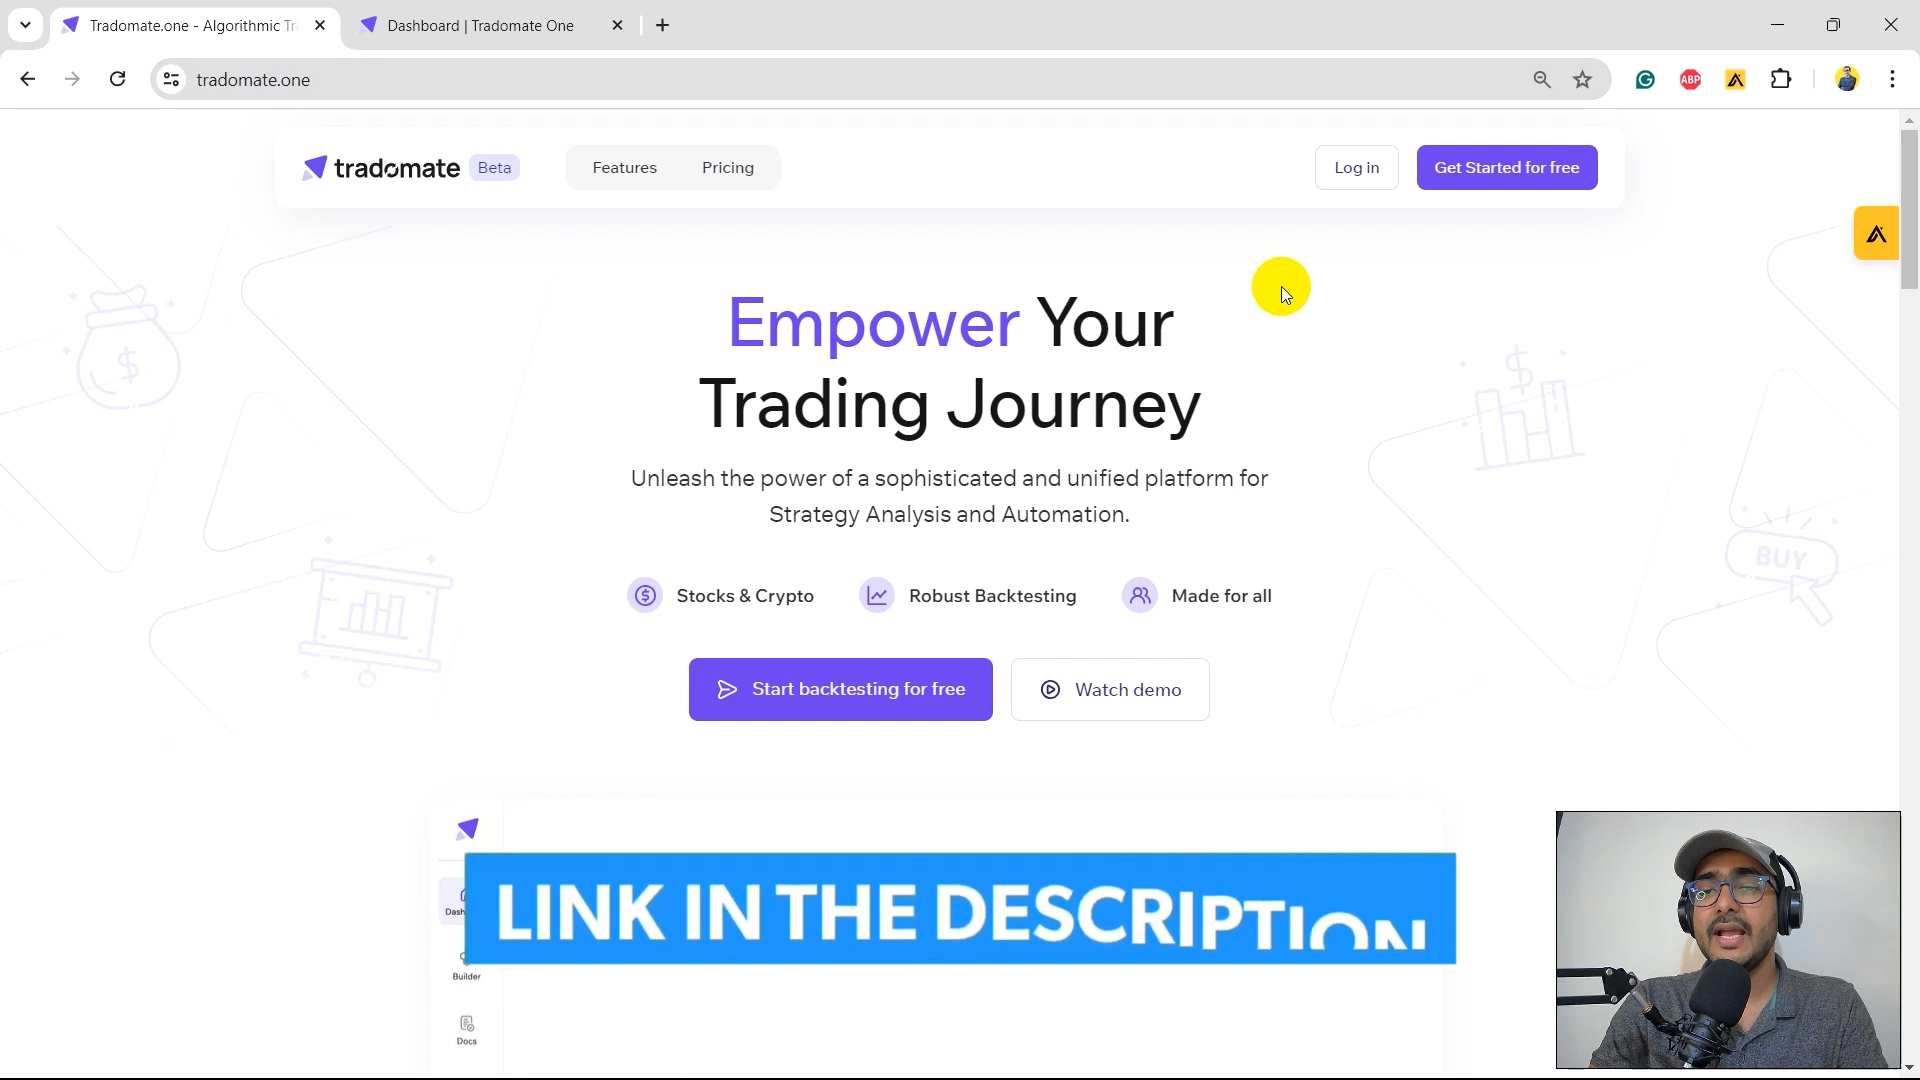 Tradomate.one - Algorithmic Tr
Dashboard | Tradomate One
tradomate.one
ABP
tradomate Beta
Features
Pricing
Log in
Get Started for free
Empower Your
Trading Journey
Unleash the power of a sophisticated and unified platform for
Strategy Analysis and Automation.
Stocks & Crypto
Robust Backtesting
Made for all
BUY
Start backtesting for free
Watch demo
Dash
LINK IN THE DESCRIPTION
Builder
Docs